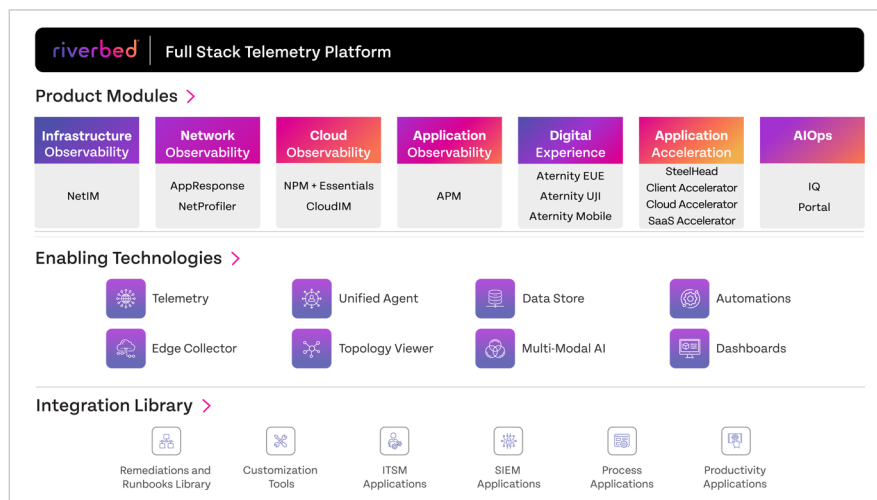 riverbed Full Stack Telemetry Platform
Product Modules
Infrastructure
Observability
NetIM
Network
Observability
AppResponse
NetProfiler
Cloud
Observability
NPM + Essentials
CloudIM
Application
Observability
APM
Digital
Experience
Aternity EUE
Aternity UJI
Aternity Mobile
Application
Acceleration
SteelHead
Client Accelerator
Cloud Accelerator
SaaS Accelerator
AIOps
IQ
Portal
Enabling Technologies
Telemetry
Unified Agent
Data Store
Automations
Edge Collector
Topology Viewer
Multi-Modal AI
Dashboards
Integration Library
Remediations and
Runbooks Library
Customization
Tools
ITSM
Applications
SIEM
Applications
Process
Applications
Productivity
Applications